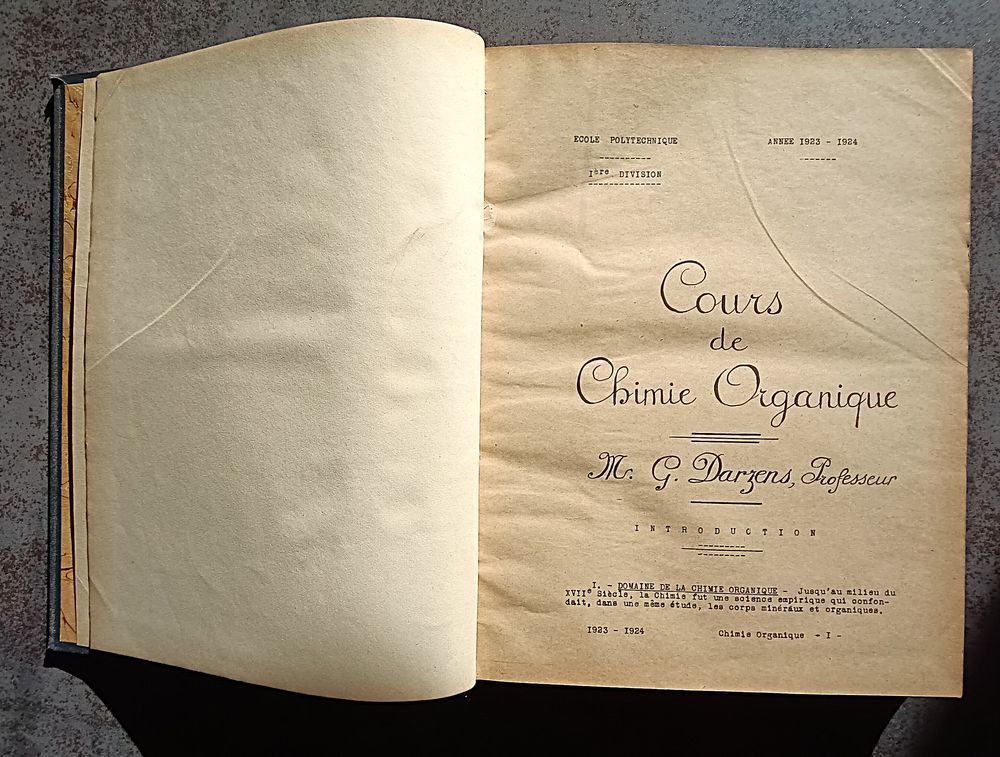 ECOLE POLYTECHNIQUE ANNEE 1923 - 1924
Ière DIVISION
Cours
de
Chimie Organique
M. G. Darzens, Professeur
INTRODUCTION
I. - DOMAINE DE LA CHIMIE ORGANIQUE - Jusqu'au milieu du
XVIIe Siècle, la Chimie fut une science empirique qui confon-
dait, dans une même étude, les corps minéraux et organiques.
1923 - 1924 Chimie Organique - I -